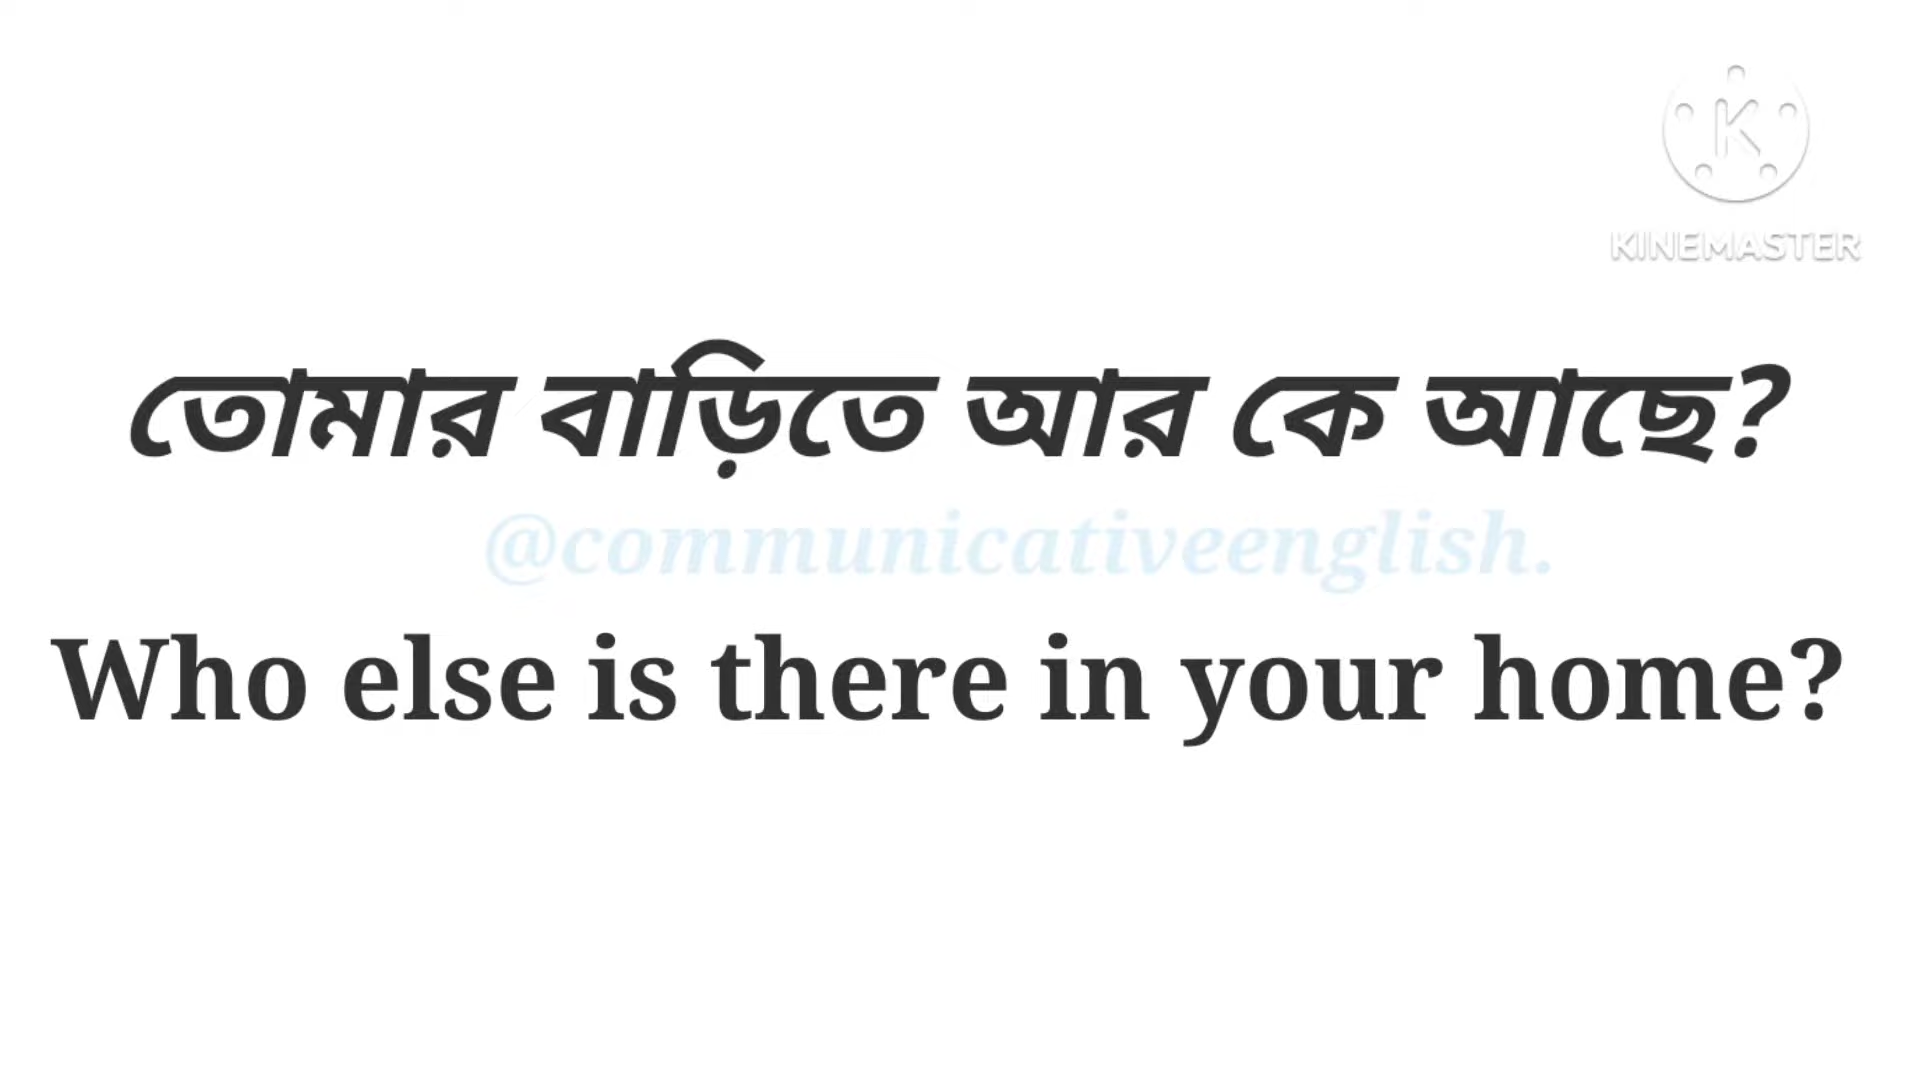 KINEMASTER
তোমার বাড়িতে আর কে আছে?
@communicativeenglish.
Who else is there in your home?